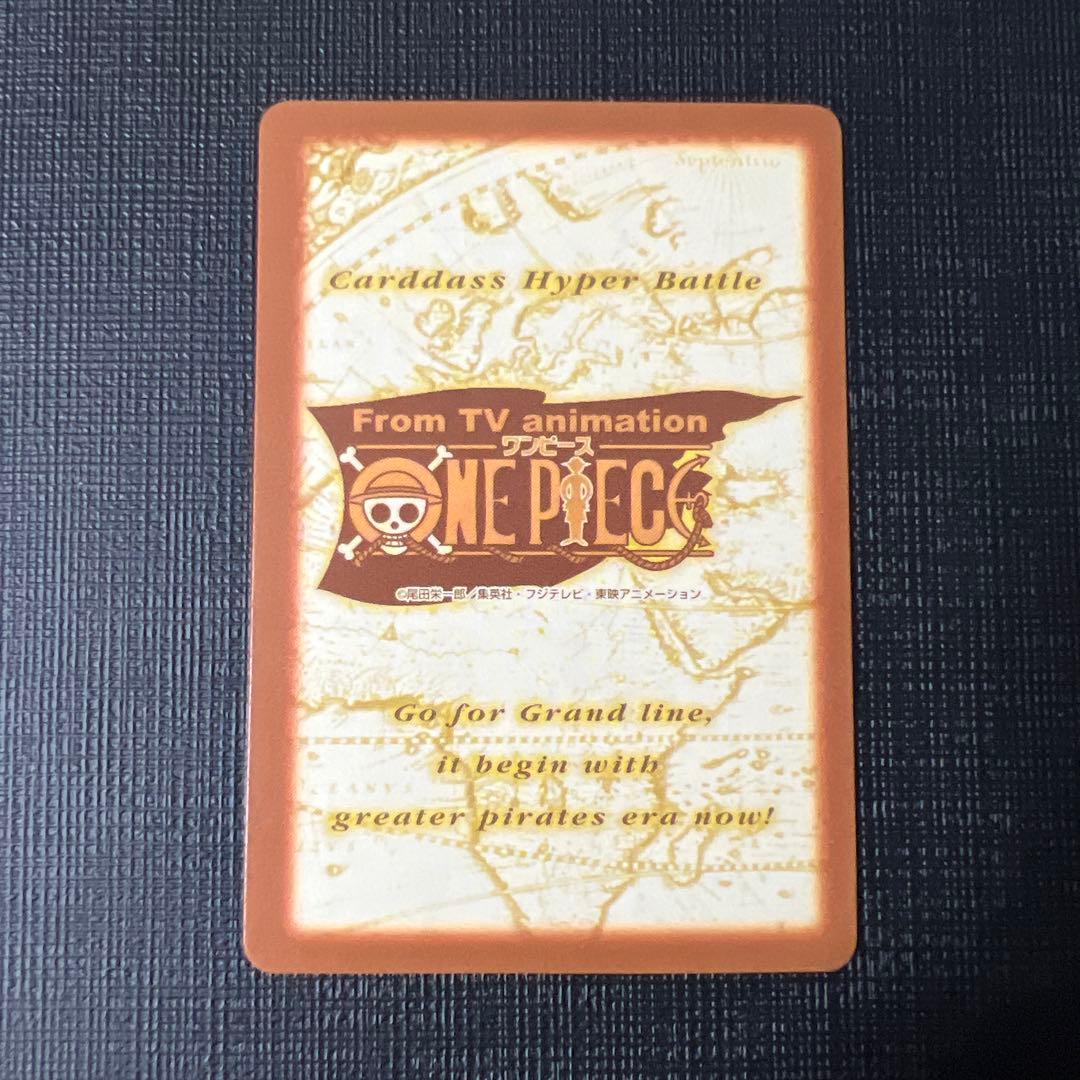 Septentrio
Carddass Hyper Battle
From TV animation
ワンピース
ONE PIECE
©尾田栄一郎／集英社・フジテレビ・東映アニメーション
Go for Grand line,
it begin with
greater pirates era now!